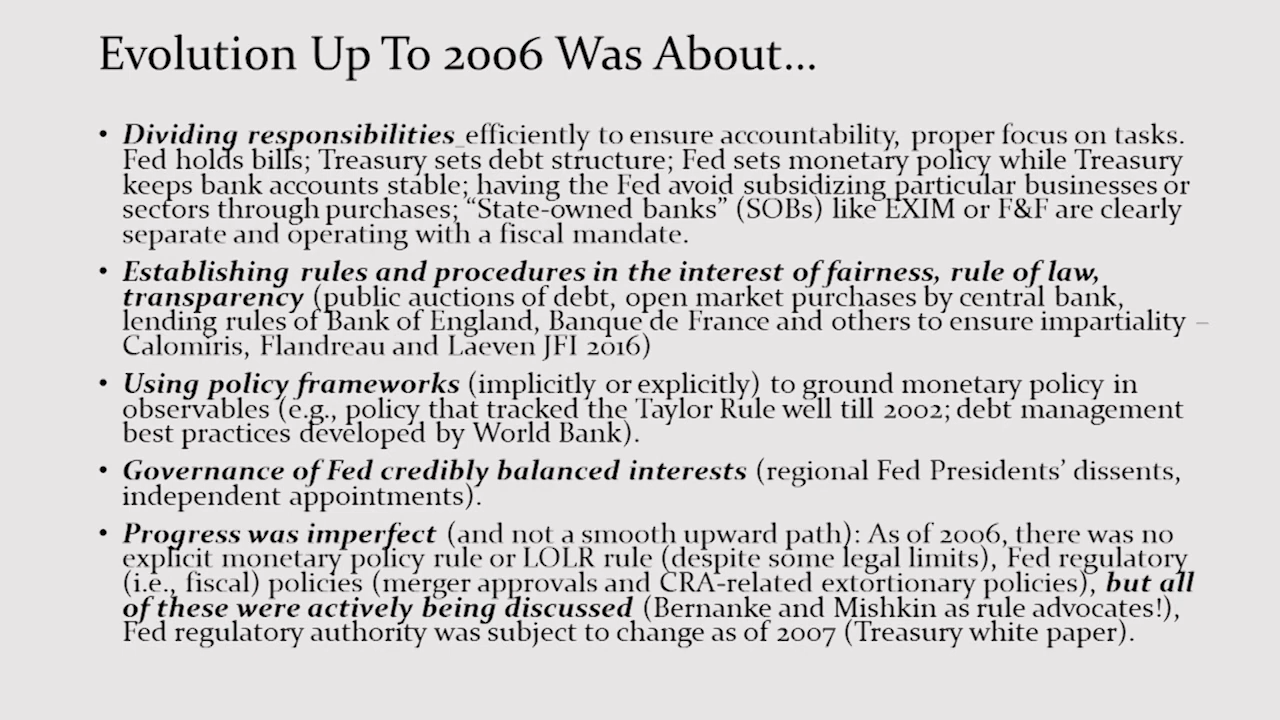 Evolution Up To 2006 Was About...
• Dividing responsibilities efficiently to ensure accountability, proper focus on tasks.
Fed holds bills; Treasury sets debt structure; Fed sets monetary policy while Treasury
keeps bank accounts stable; having the Fed avoid subsidizing particular businesses or
sectors through purchases; “State-owned banks” (SOBs) like EXIM or F&F are clearly
separate and operating with a fiscal mandate.
• Establishing rules and procedures in the interest of fairness, rule of law,
transparency (public auctions of debt, open market purchases by central bank,
lending rules of Bank of England, Banque de France and others to ensure impartiality –
Calomiris, Flandreau and Laeven JFI 2016)
• Using policy frameworks (implicitly or explicitly) to ground monetary policy in
observables (e.g., policy that tracked the Taylor Rule well till 2002; debt management
best practices developed by World Bank).
• Governance of Fed credibly balanced interests (regional Fed Presidents’ dissents,
independent appointments).
• Progress was imperfect (and not a smooth upward path): As of 2006, there was no
explicit monetary policy rule or LOLR rule (despite some legal limits), Fed regulatory
(i.e., fiscal) policies (merger approvals and CRA-related extortionary policies), but all
of these were actively being discussed (Bernanke and Mishkin as rule advocates!),
Fed regulatory authority was subject to change as of 2007 (Treasury white paper).